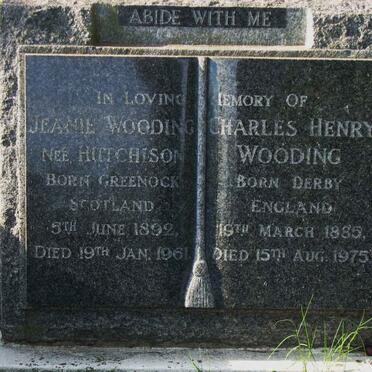 ABIDE WITH ME
IN LOVING MEMORY OF
JEANIE WOODING
NEE HUTCHISON
BORN GREENOCK
SCOTLAND
5TH JUNE 1892
DIED 19TH JAN. 1961
CHARLES HENRY
WOODING
BORN DERBY
ENGLAND
19TH MARCH 1885
DIED 15TH AUG. 1975